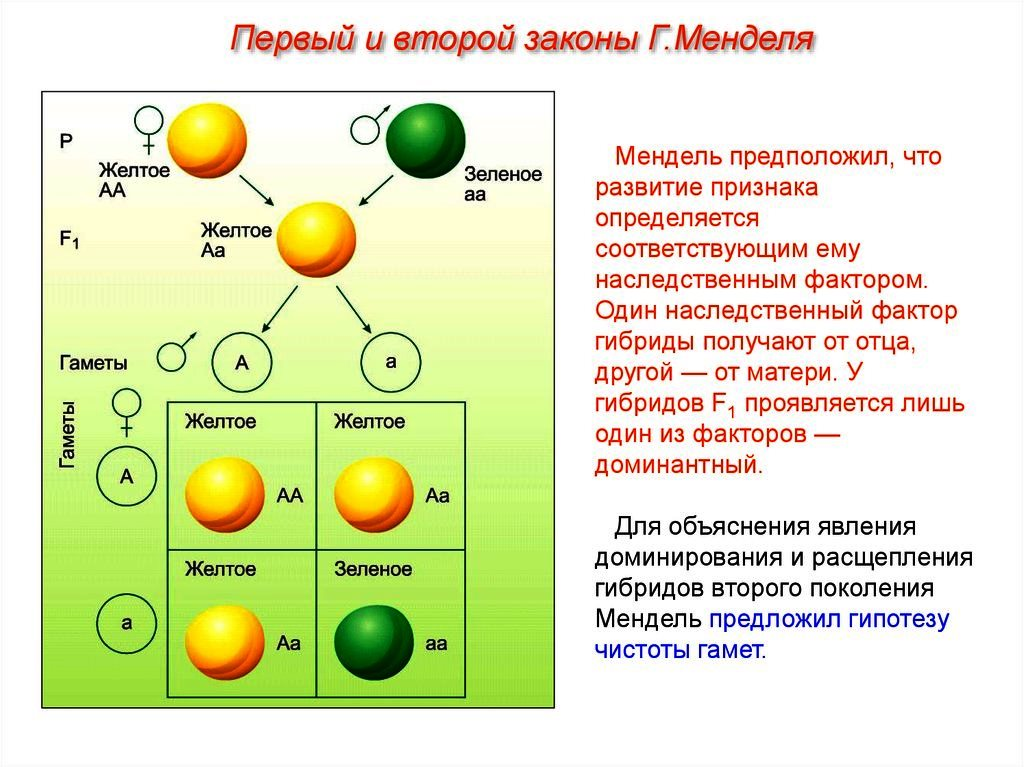 Первый и второй законы Г.Менделя
P
Желтое
АА
Зеленое
аа
F1
Желтое
Аа
Гаметы
А
а
Гаметы
Желтое
Желтое
А
АА
Аа
Желтое
Зеленое
а
Аа
аа
Мендель предположил, что
развитие признака
определяется
соответствующим ему
наследственным фактором.
Один наследственный фактор
гибриды получают от отца,
другой — от матери. У
гибридов F1 проявляется лишь
один из факторов —
доминантный.
Для объяснения явления
доминирования и расщепления
гибридов второго поколения
Мендель предложил гипотезу
чистоты гамет.